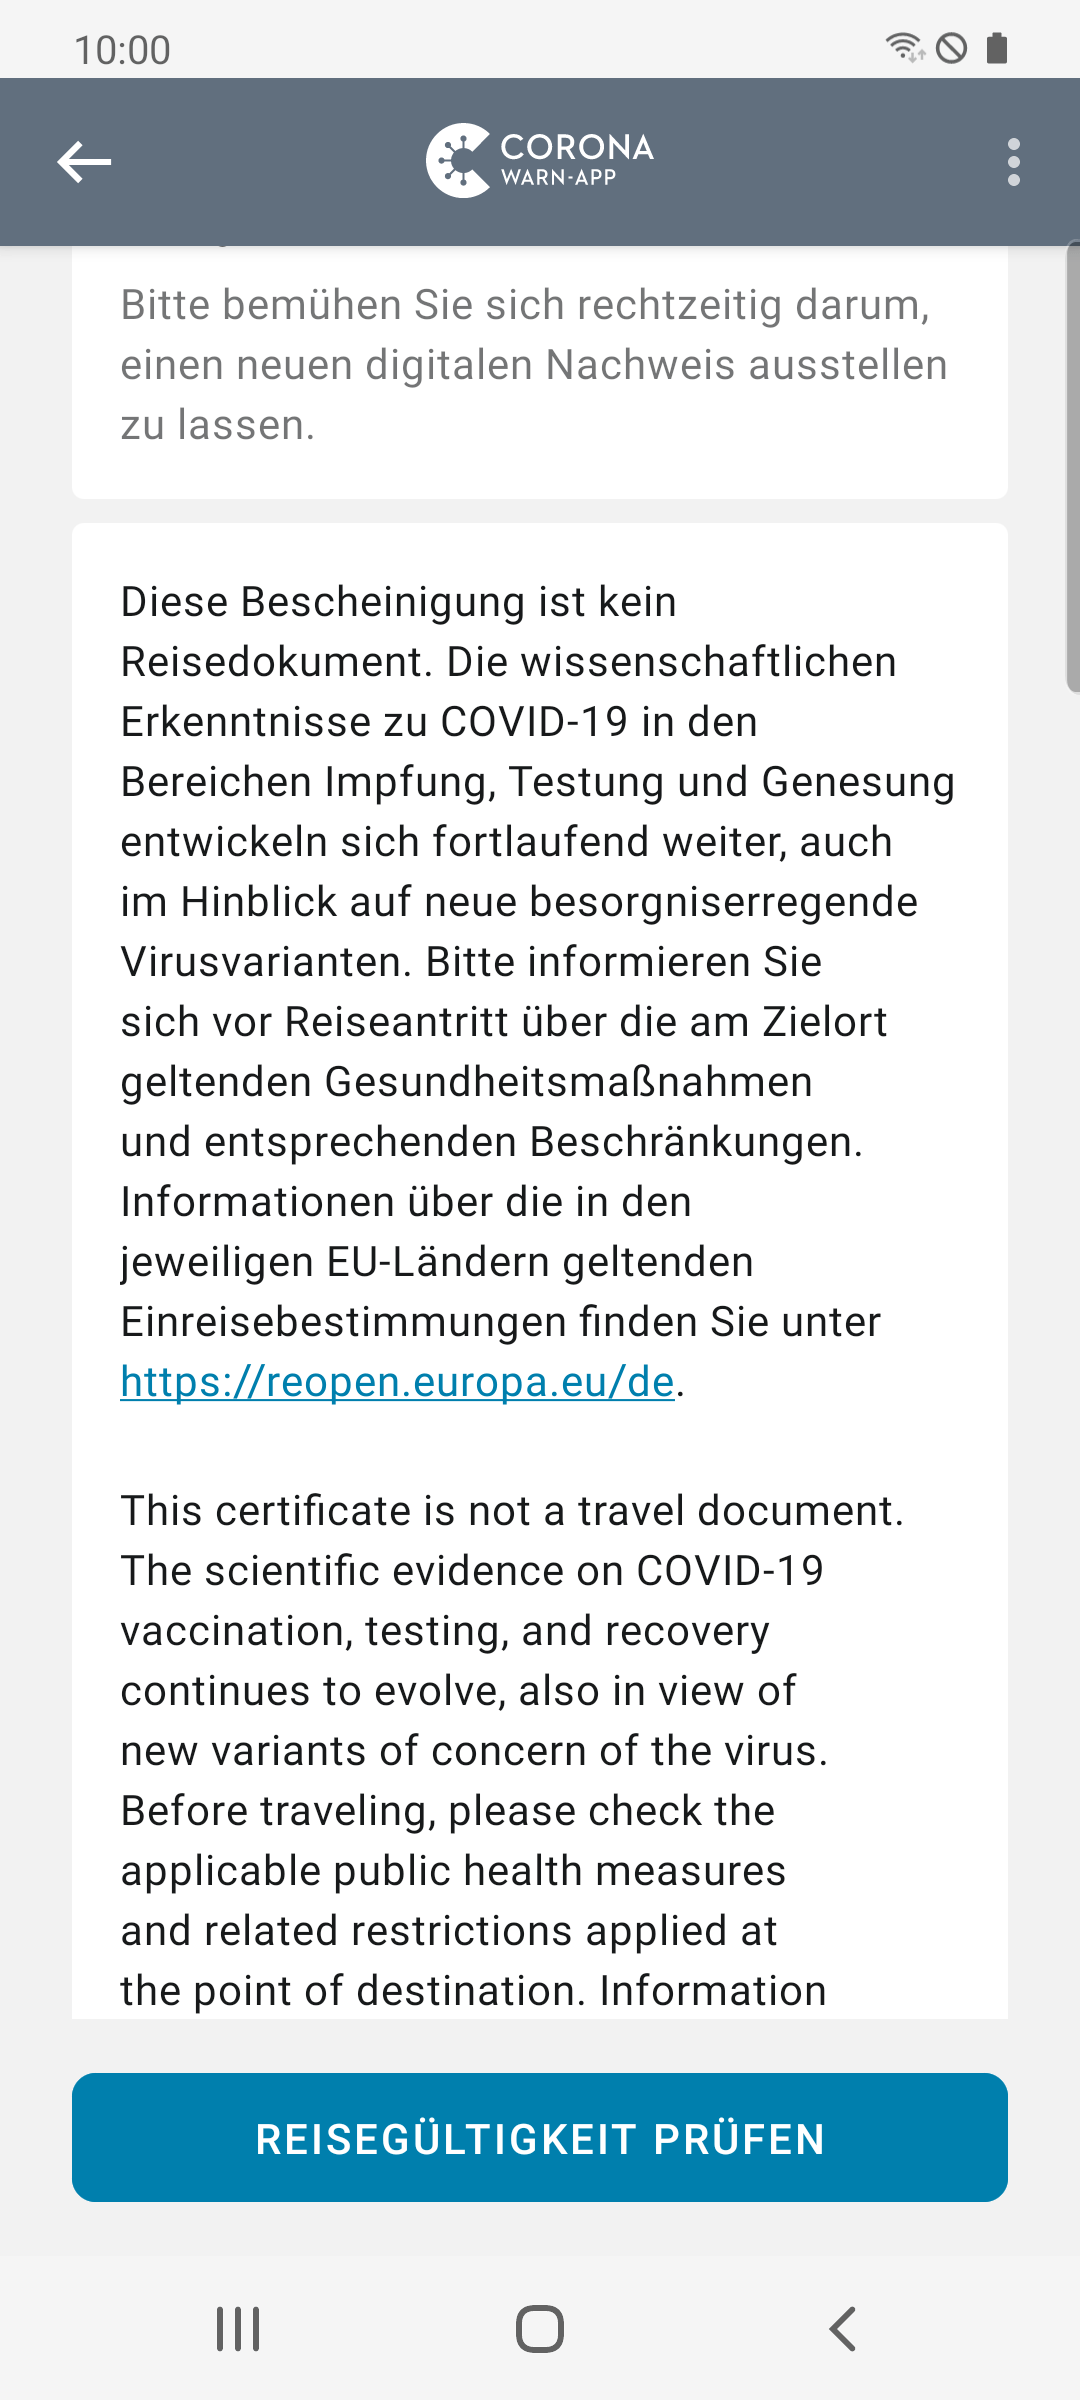 10:00
CORONA
WARN-APP
Bitte bemühen Sie sich rechtzeitig darum,
einen neuen digitalen Nachweis ausstellen
zu lassen.
Diese Bescheinigung ist kein
Reisedokument. Die wissenschaftlichen
Erkenntnisse zu COVID-19 in den
Bereichen Impfung, Testung und Genesung
entwickeln sich fortlaufend weiter, auch
im Hinblick auf neue besorgniserregende
Virusvarianten. Bitte informieren Sie
sich vor Reiseantritt über die am Zielort
geltenden Gesundheitsmaßnahmen
und entsprechenden Beschränkungen.
Informationen über die in den
jeweiligen EU-Ländern geltenden
Einreisebestimmungen finden Sie unter
https://reopen.europa.eu/de.
This certificate is not a travel document.
The scientific evidence on COVID-19
vaccination, testing, and recovery
continues to evolve, also in view of
new variants of concern of the virus.
Before traveling, please check the
applicable public health measures
and related restrictions applied at
the point of destination. Information
REISEGÜLTIGKEIT PRÜFEN